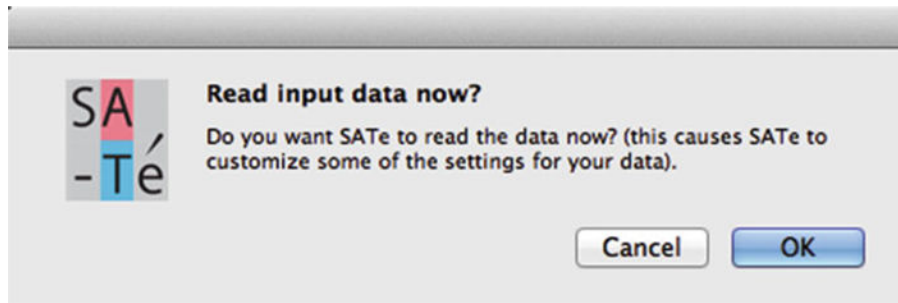 SA
-Té
Read input data now?
Do you want SATe to read the data now? (this causes SATe to
customize some of the settings for your data).
Cancel OK